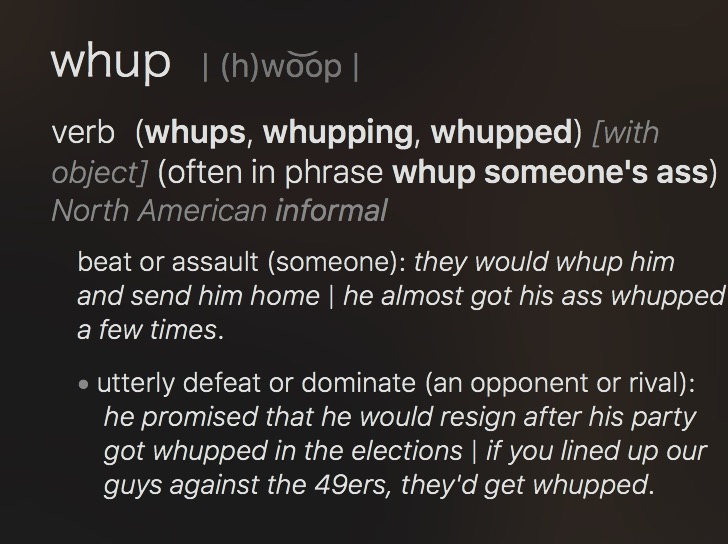 whup | (h)wo͝op |
verb (whups, whupping, whupped) [with
object] (often in phrase whup someone's ass)
North American informal
beat or assault (someone): they would whup him
and send him home | he almost got his ass whupped
a few times.
• utterly defeat or dominate (an opponent or rival):
he promised that he would resign after his party
got whupped in the elections | if you lined up our
guys against the 49ers, they'd get whupped.